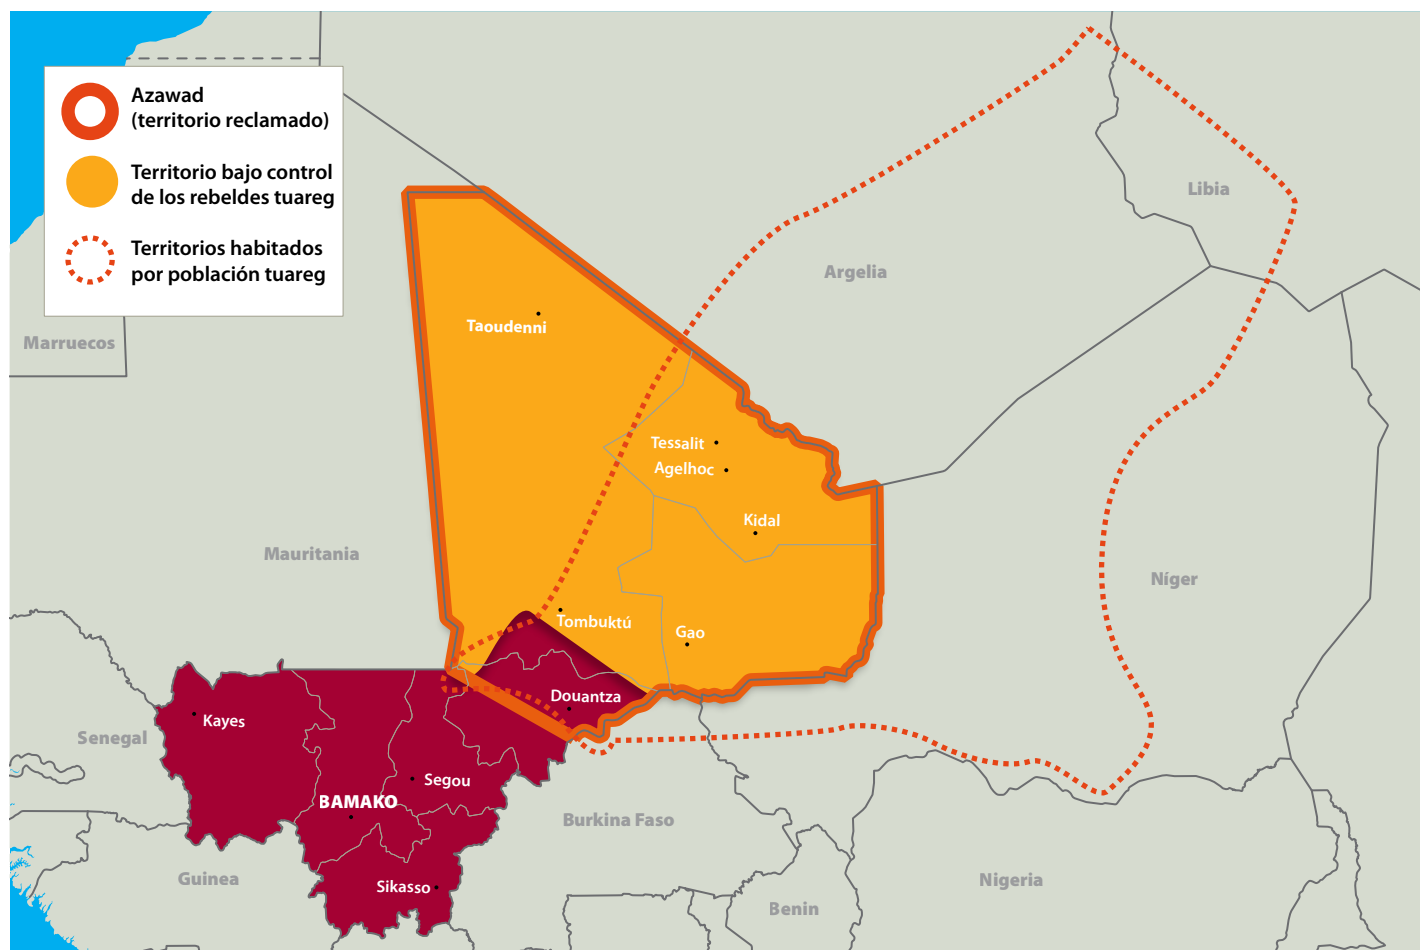 Azawad
(territorio reclamado)
Territorio bajo control
de los rebeldes tuareg
Territorios habitados
por población tuareg
Libia
Argelia
Taoudenni
Marruecos
Tessalit
Agelhoc
Kidal
Mauritania
Níger
Tombuktú
Gao
Douantza
Kayes
Senegal
Segou
BAMAKO
Burkina Faso
Guinea
Sikasso
Nigeria
Benin